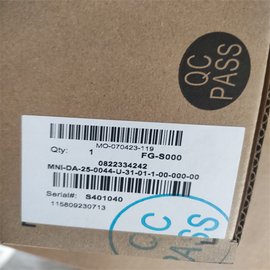 QC
PASS
MO-070423-119
Qty: 1 FG-S000
0822334242
MNI-DA-25-0044-U-31-01-1-00-000-00
Serial#: S401040
115809230713
QC
PASS